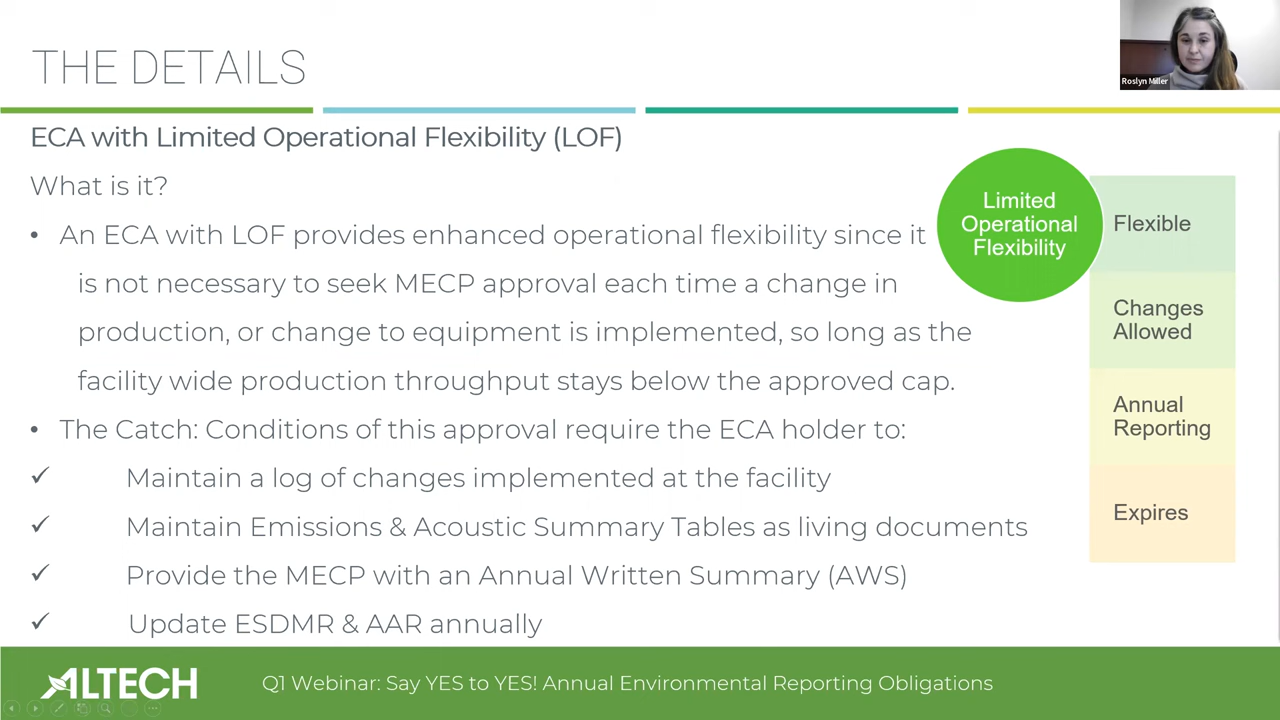 THE DETAILS
Roslyn Miller
ECA with Limited Operational Flexibility (LOF)
What is it?
• An ECA with LOF provides enhanced operational flexibility since it
is not necessary to seek MECP approval each time a change in
production, or change to equipment is implemented, so long as the
facility wide production throughput stays below the approved cap.
• The Catch: Conditions of this approval require the ECA holder to:
✓ Maintain a log of changes implemented at the facility
✓ Maintain Emissions & Acoustic Summary Tables as living documents
✓ Provide the MECP with an Annual Written Summary (AWS)
✓ Update ESDMR & AAR annually
Limited
Operational
Flexibility
Flexible
Changes
Allowed
Annual
Reporting
Expires
ALTECH
Q1 Webinar: Say YES to YES! Annual Environmental Reporting Obligations